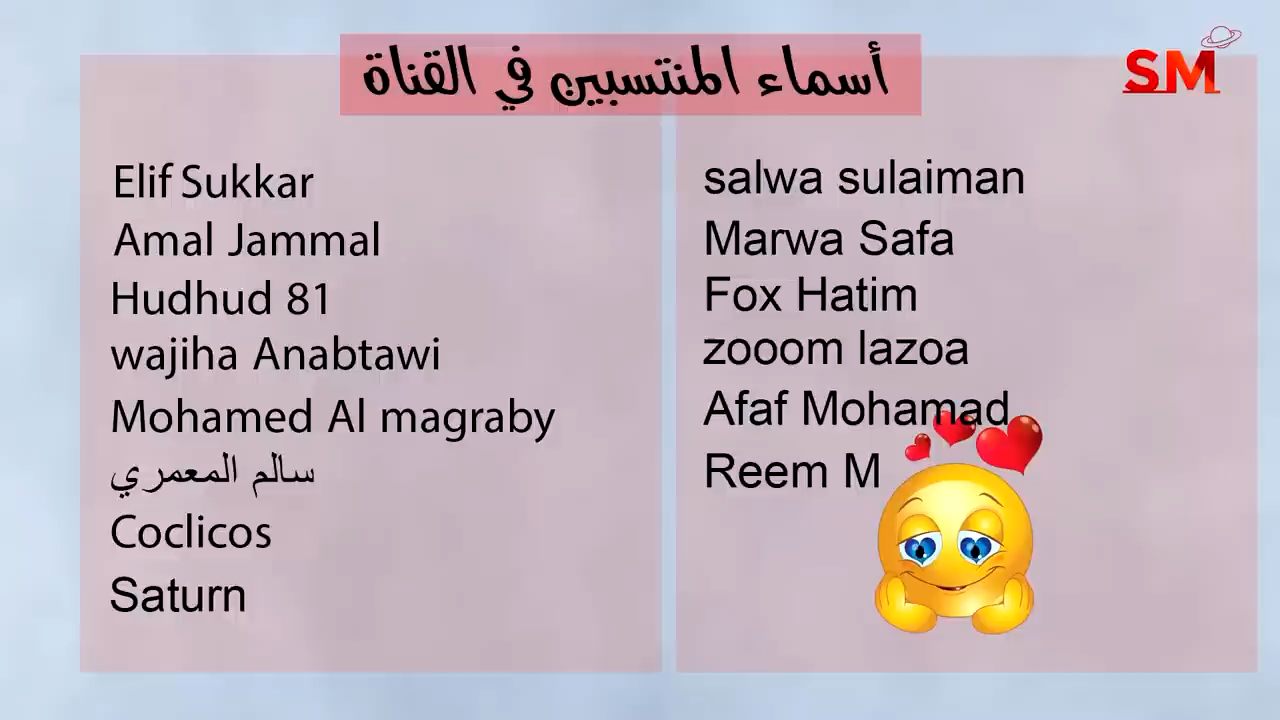 أسماء المنتسبين في القناة
SM
Elif Sukkar
Amal Jammal
Hudhud 81
wajiha Anabtawi
Mohamed Al magraby
سالم المعمري
Coclicos
Saturn
salwa sulaiman
Marwa Safa
Fox Hatim
zooom lazoa
Afaf Mohamad
Reem M